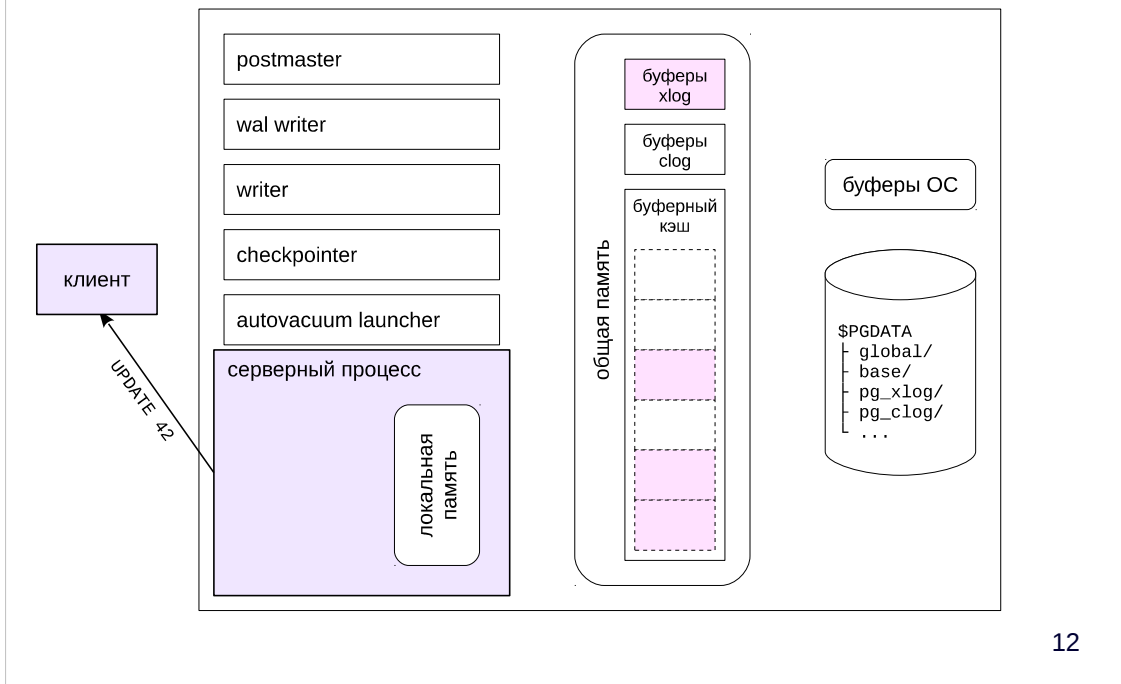 postmaster
wal writer
writer
checkpointer
autovacuum launcher
серверный процесс
локальная
память
клиент
UPDATE 42
общая память
буферы
xlog
буферы
clog
буферный
кэш
буферы ОС
$PGDATA
global/
base/
pg_xlog/
pg_clog/
...
12